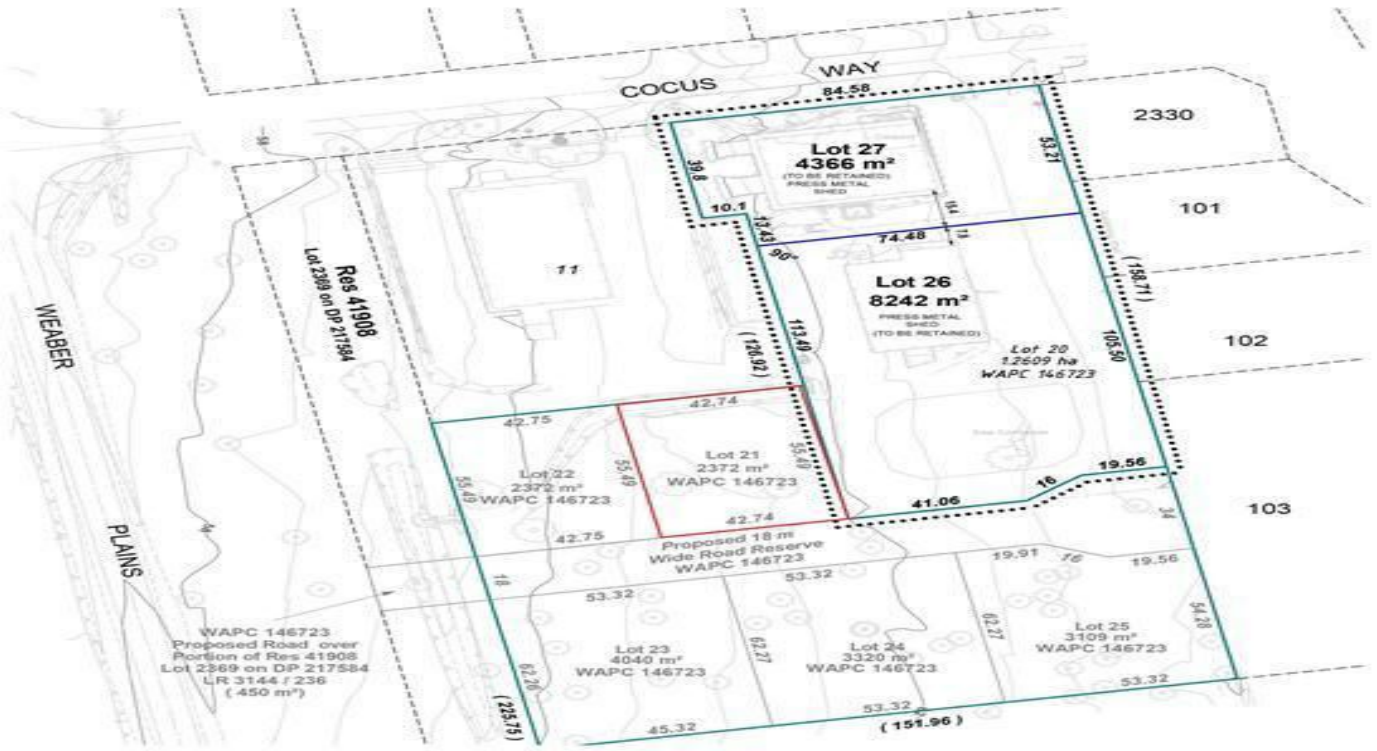 COCUS WAY
84.58
2330
Lot 27
4366 m²
(TO BE RETAINED)
PRESS METAL
SHED
53.21
39.8
10.1
13.43
74.48
90°
101
58
Res 41908
Lot 2369 on DP 217584
11
Lot 26
8242 m²
PRESS METAL
SHED
(TO BE RETAINED)
(158.71)
WEABER
(126.92)
113.49
105.50
102
Lot 20
1.2609 ha
WAPC 146723
42.75
42.74
Lot 22
2372 m²
WAPC 146723
55.49
55.49
Lot 21
2372 m²
WAPC 146723
55.49
19.56
16
41.06
34
103
42.75
42.74
PLAINS
Proposed 18 m
Wide Road Reserve
WAPC 146723
18
19.91
16
19.56
53.32
53.32
WAPC 146723
Proposed Road over
Portion of Res 41908
Lot 2369 on DP 217584
LR 3144 / 236
( 450 m²)
62.26
Lot 23
4040 m²
WAPC 146723
62.27
Lot 24
3320 m²
WAPC 146723
62.27
Lot 25
3109 m²
WAPC 146723
54.28
(225.75)
45.32
53.32
53.32
( 151.96 )